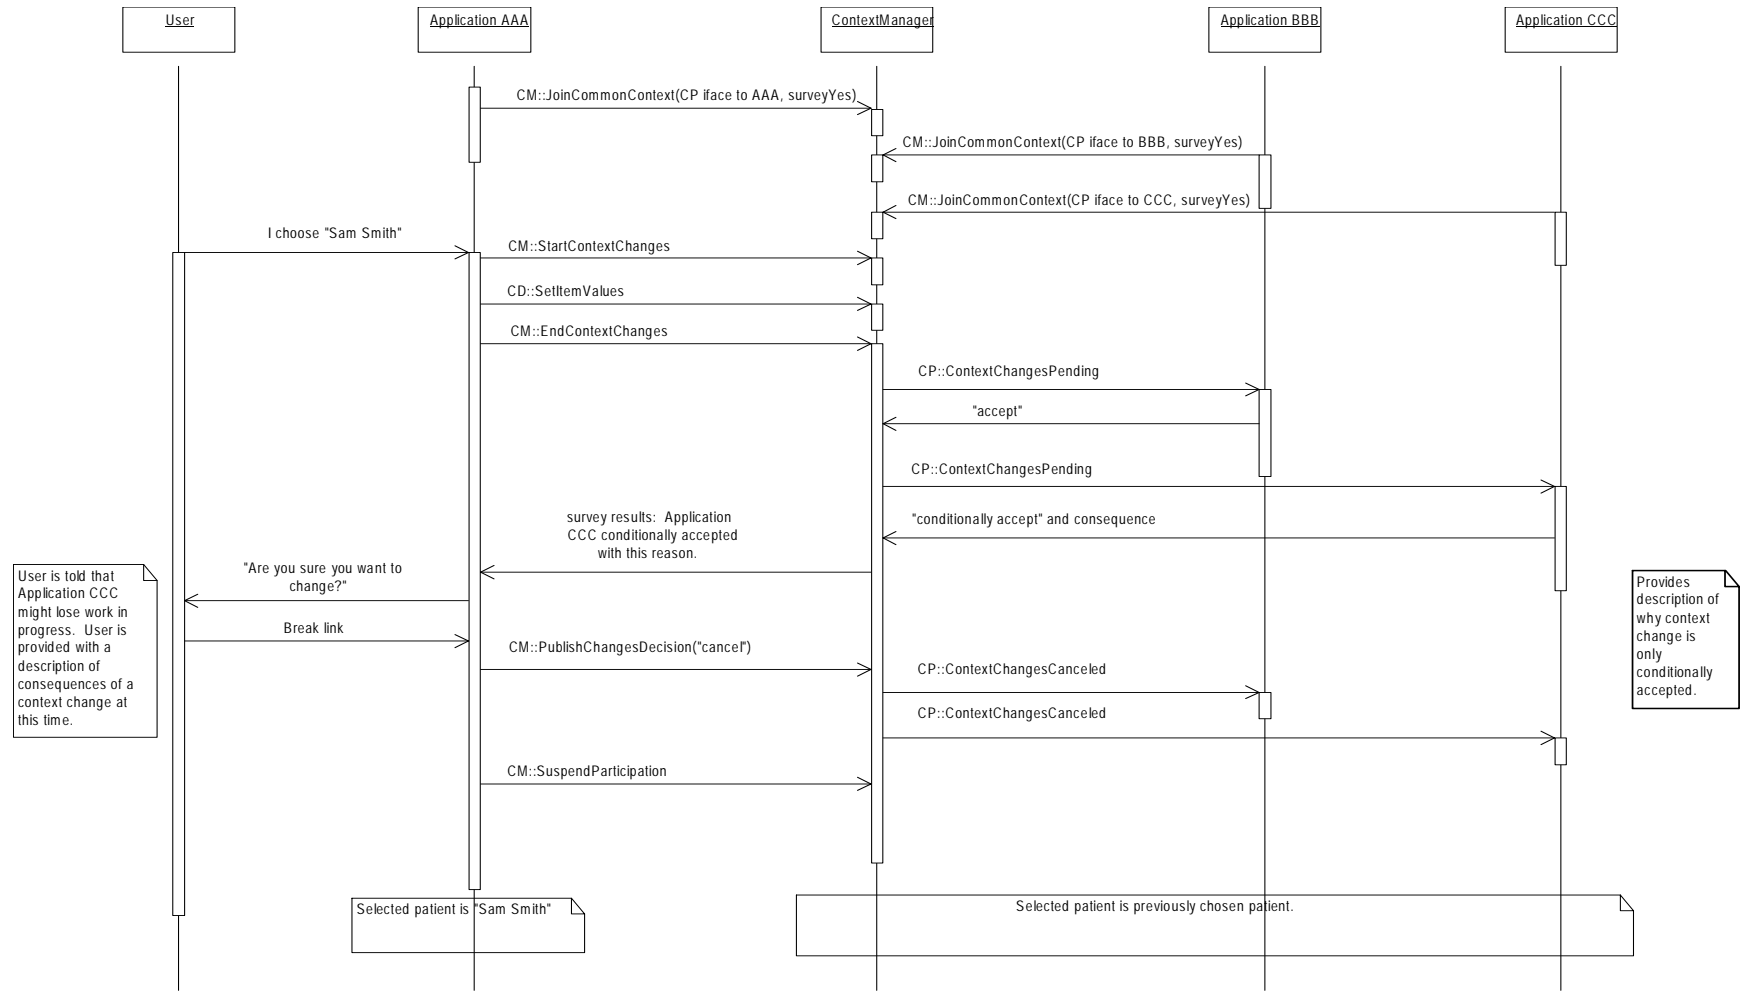 User
Application AAA
ContextManager
Application BBB
Application CCC
CM::JoinCommonContext(CP iface to AAA, surveyYes)
CM::JoinCommonContext(CP iface to BBB, surveyYes)
CM::JoinCommonContext(CP iface to CCC, surveyYes)
I choose "Sam Smith"
CM::StartContextChanges
CD::SetItemValues
CM::EndContextChanges
CP::ContextChangesPending
"accept"
CP::ContextChangesPending
"conditionally accept" and consequence
survey results:  Application
CCC conditionally accepted
with this reason.
"Are you sure you want to
change?"
User is told that
Application CCC
might lose work in
progress.  User is
provided with a
description of
consequences of a
context change at
this time.
Provides
description of
why context
change is
only
conditionally
accepted.
Break link
CM::PublishChangesDecision("cancel")
CP::ContextChangesCanceled
CP::ContextChangesCanceled
CM::SuspendParticipation
Selected patient is "Sam Smith"
Selected patient is previously chosen patient.